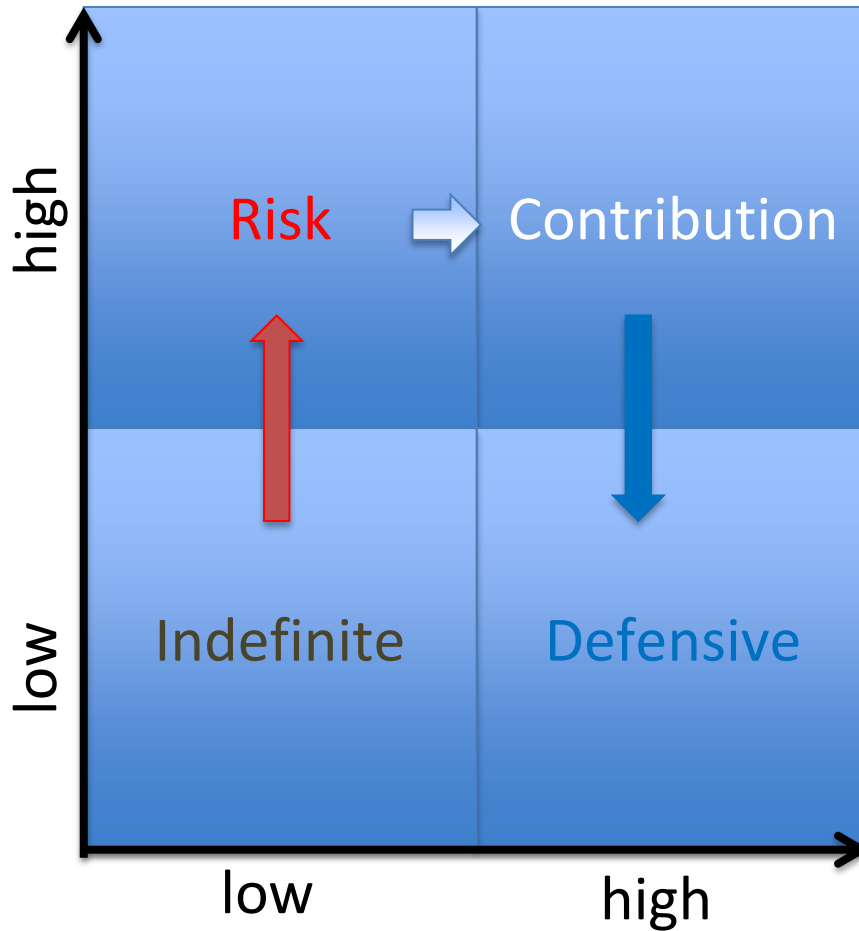 high
Risk
Contribution
low
Indefinite
Defensive
low
high